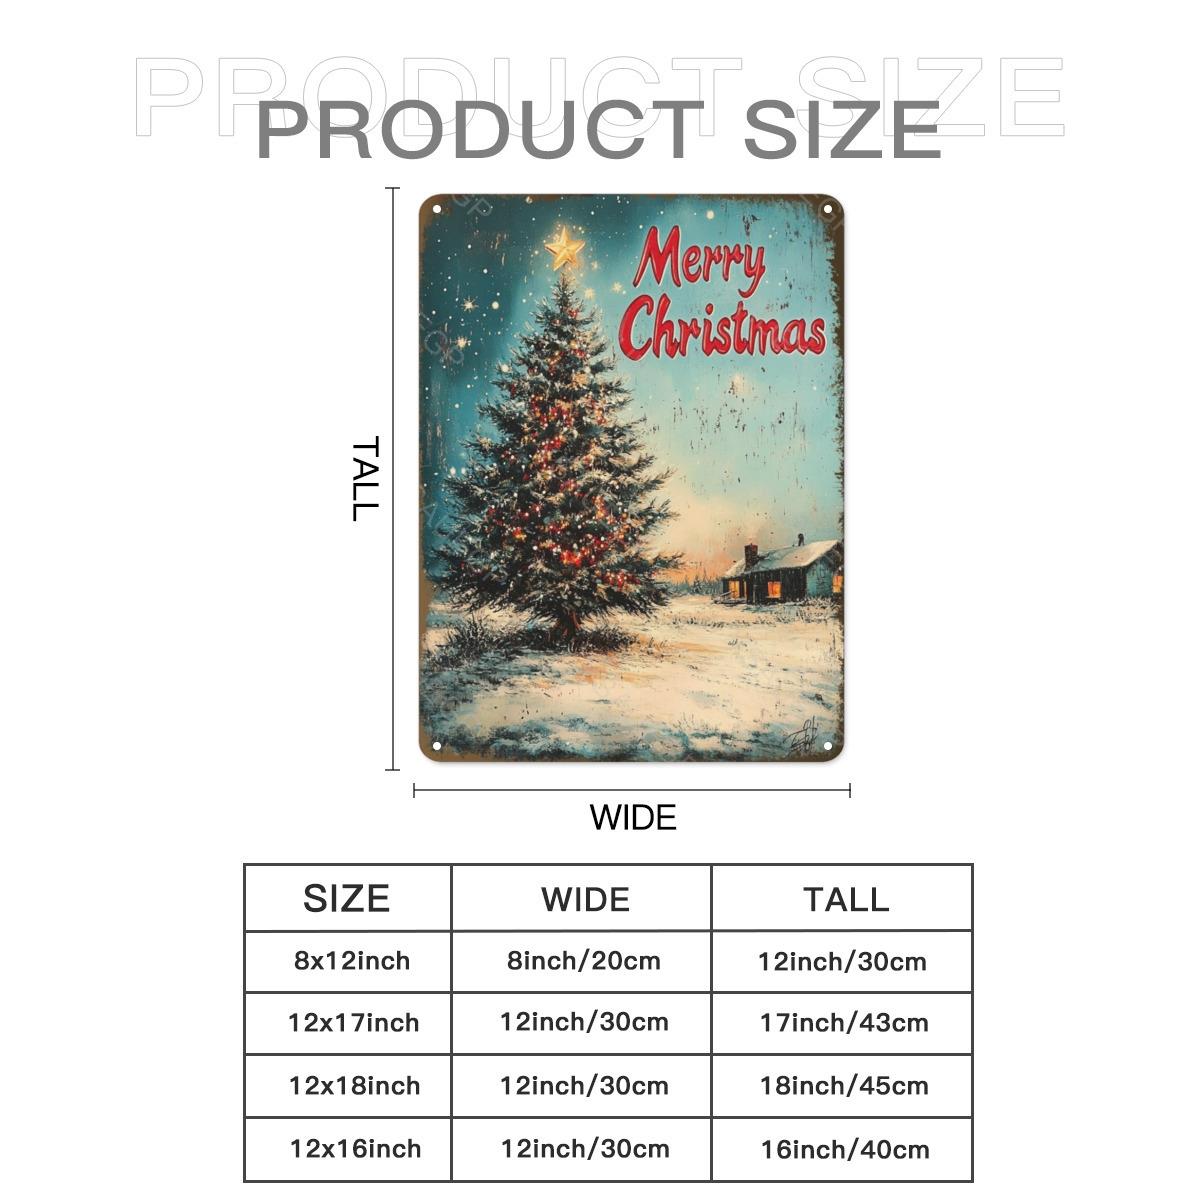 PRODUCT SIZE
PRODUCT SIZE
Merry
Christmas
TALL
WIDE
SIZE WIDE TALL
8x12inch 8inch/20cm 12inch/30cm
12x17inch 12inch/30cm 17inch/43cm
12x18inch 12inch/30cm 18inch/45cm
12x16inch 12inch/30cm 16inch/40cm